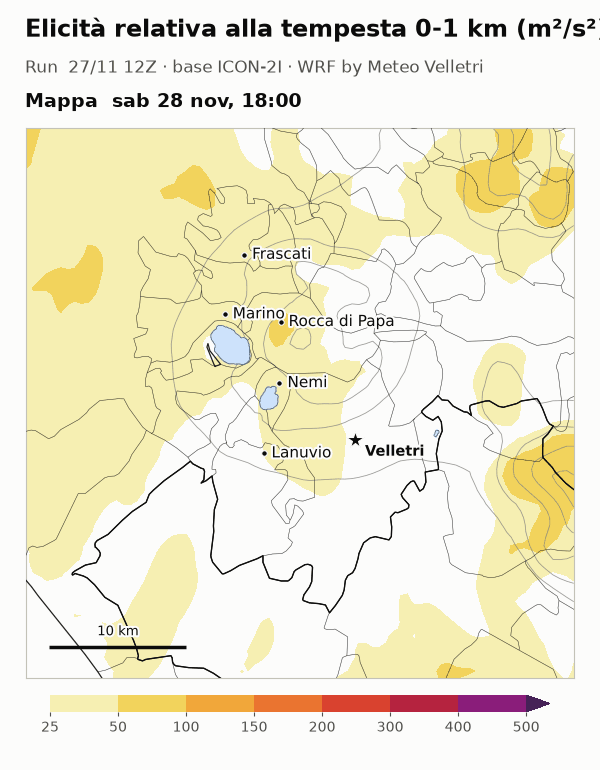 Elicità relativa alla tempesta 0-1 km (m²/s²)
Run 27/11 12Z · base ICON-2I · WRF by Meteo Velletri
Mappa sab 28 nov, 18:00
Frascati
Marino
Rocca di Papa
Nemi
Velletri
Lanuvio
10 km
25 50 100 150 200 300 400 500